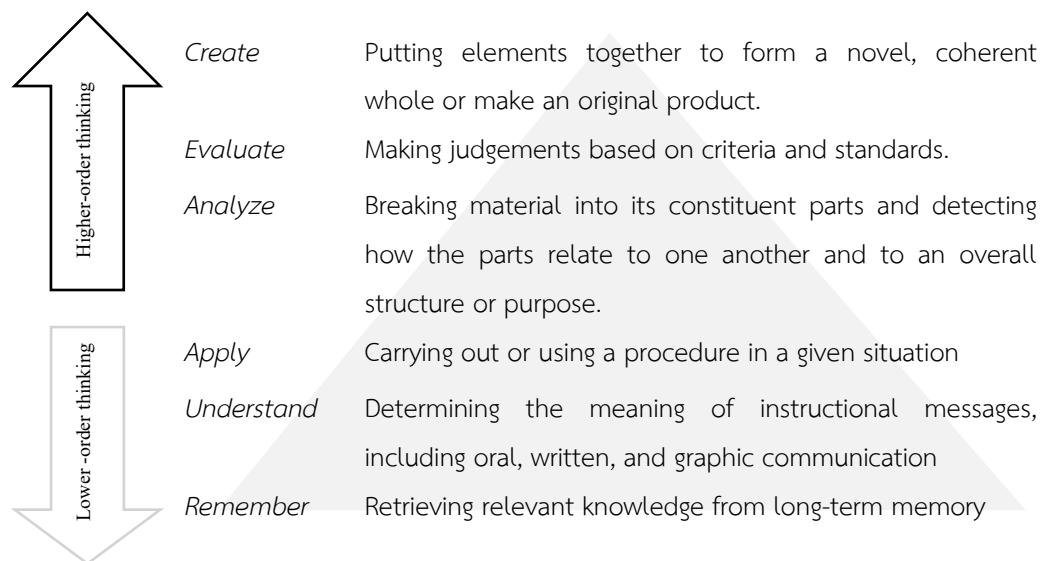 Higher-order thinking
Create Putting elements together to form a novel, coherent
whole or make an original product.
Evaluate Making judgements based on criteria and standards.
Analyze Breaking material into its constituent parts and detecting
how the parts relate to one another and to an overall
structure or purpose.
Lower -order thinking
Apply Carrying out or using a procedure in a given situation
Understand Determining the meaning of instructional messages,
including oral, written, and graphic communication
Remember Retrieving relevant knowledge from long-term memory